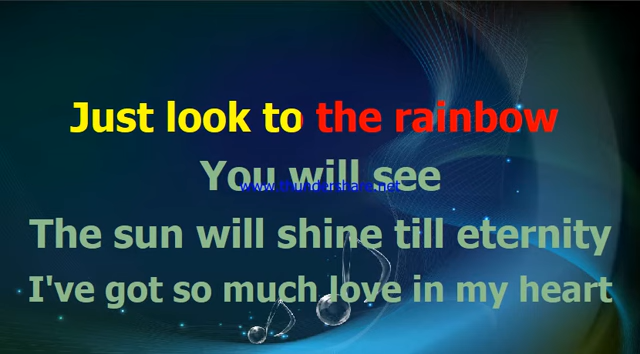 Just look to the rainbow
You will see
www.thundershare.net
The sun will shine till eternity
I've got so much love in my heart